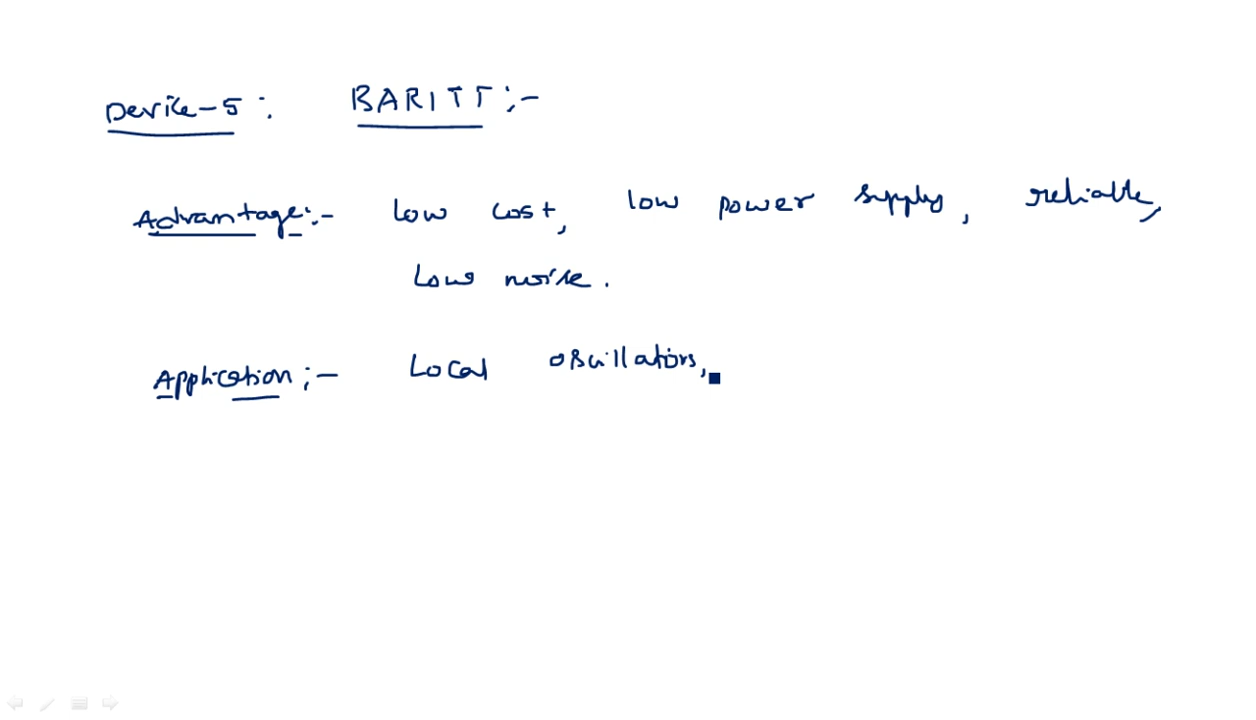 Device-5 : BARITT :-
Advantage :- Low cost, low power supply, reliable,
Low noise.
Application :- Local oscillators,